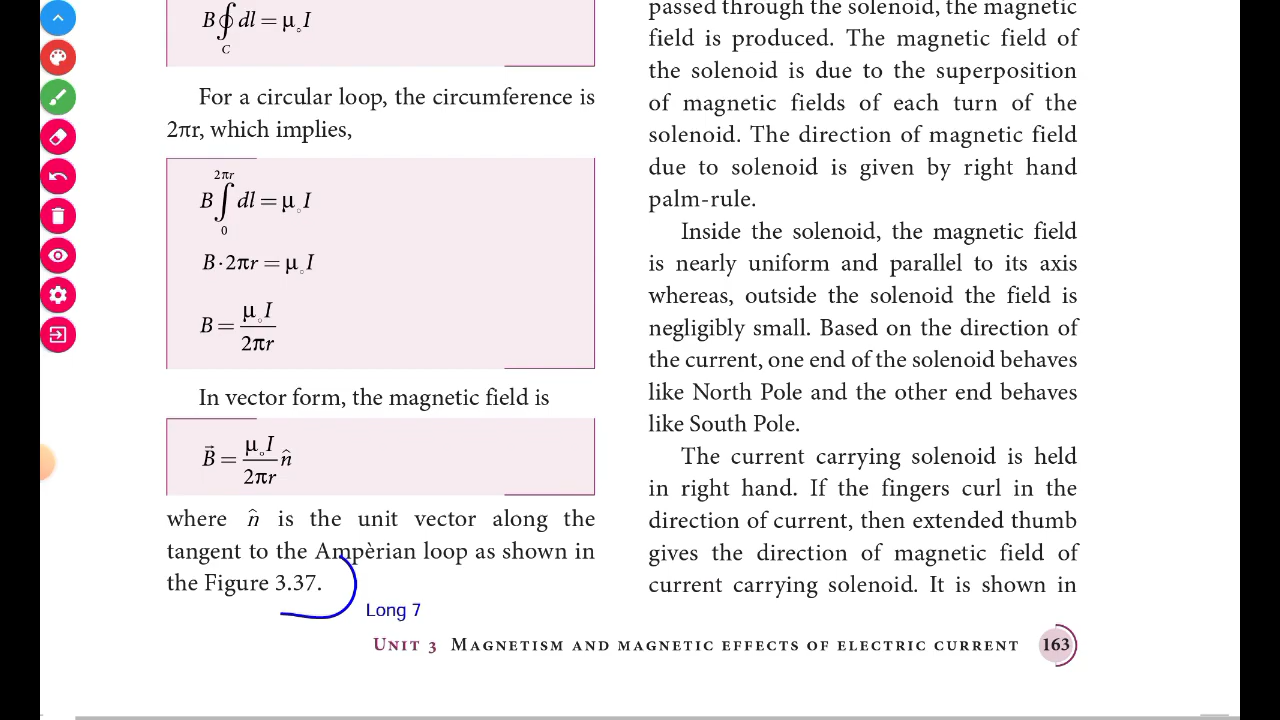 B∮dl = μ₀I
C
For a circular loop, the circumference is
2πr, which implies,
2πr
B∫dl = μ₀I
0
B·2πr = μ₀I
B = μ₀I / 2πr
In vector form, the magnetic field is
B⃗ = μ₀I / 2πr n̂
where n̂ is the unit vector along the
tangent to the Ampèrian loop as shown in
the Figure 3.37.
Long 7
passed through the solenoid, the magnetic
field is produced. The magnetic field of
the solenoid is due to the superposition
of magnetic fields of each turn of the
solenoid. The direction of magnetic field
due to solenoid is given by right hand
palm-rule.
Inside the solenoid, the magnetic field
is nearly uniform and parallel to its axis
whereas, outside the solenoid the field is
negligibly small. Based on the direction of
the current, one end of the solenoid behaves
like North Pole and the other end behaves
like South Pole.
The current carrying solenoid is held
in right hand. If the fingers curl in the
direction of current, then extended thumb
gives the direction of magnetic field of
current carrying solenoid. It is shown in
Unit 3 Magnetism and magnetic effects of electric current 163